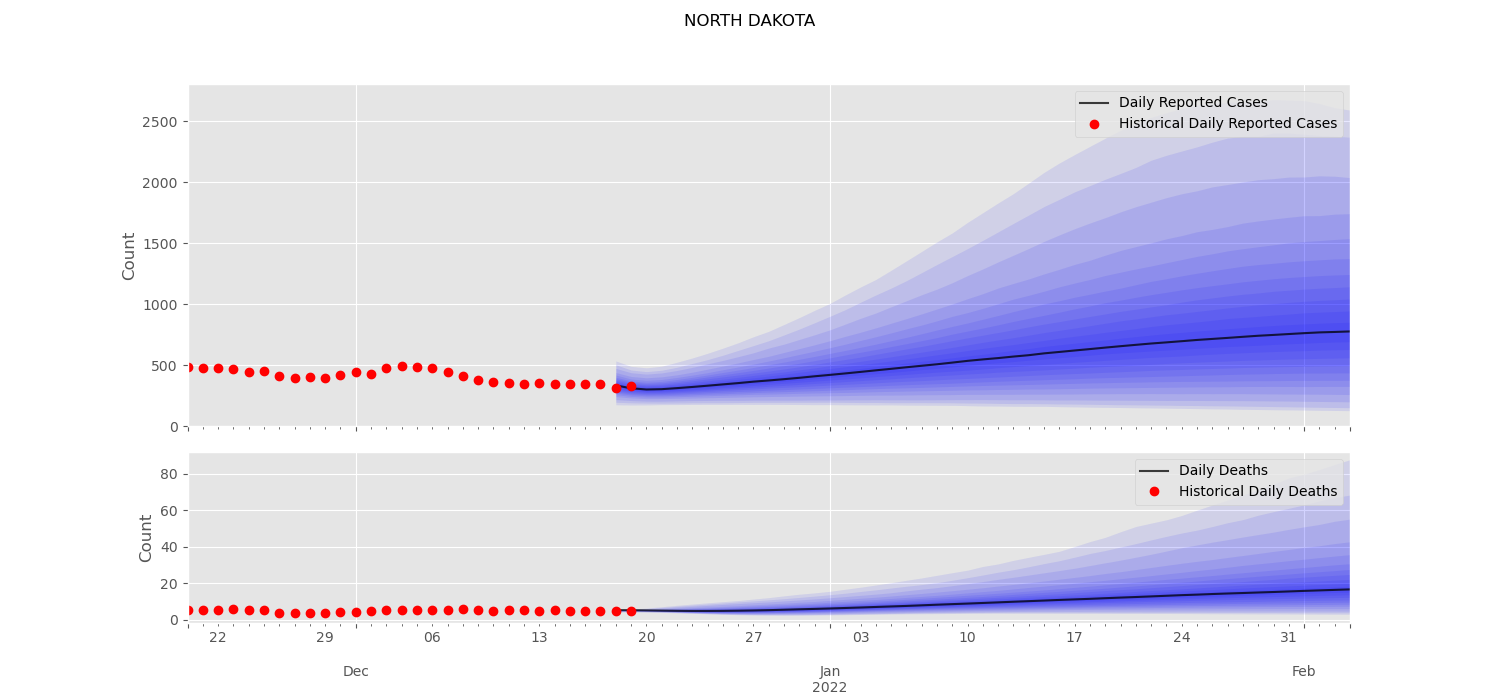 NORTH DAKOTA
Daily Reported Cases
Historical Daily Reported Cases
Count
2500
2000
1500
1000
500
0
Daily Deaths
Historical Daily Deaths
Count
80
60
40
20
0
22 29 06 13 20 27 03 10 17 24 31
Dec Jan Feb
2022